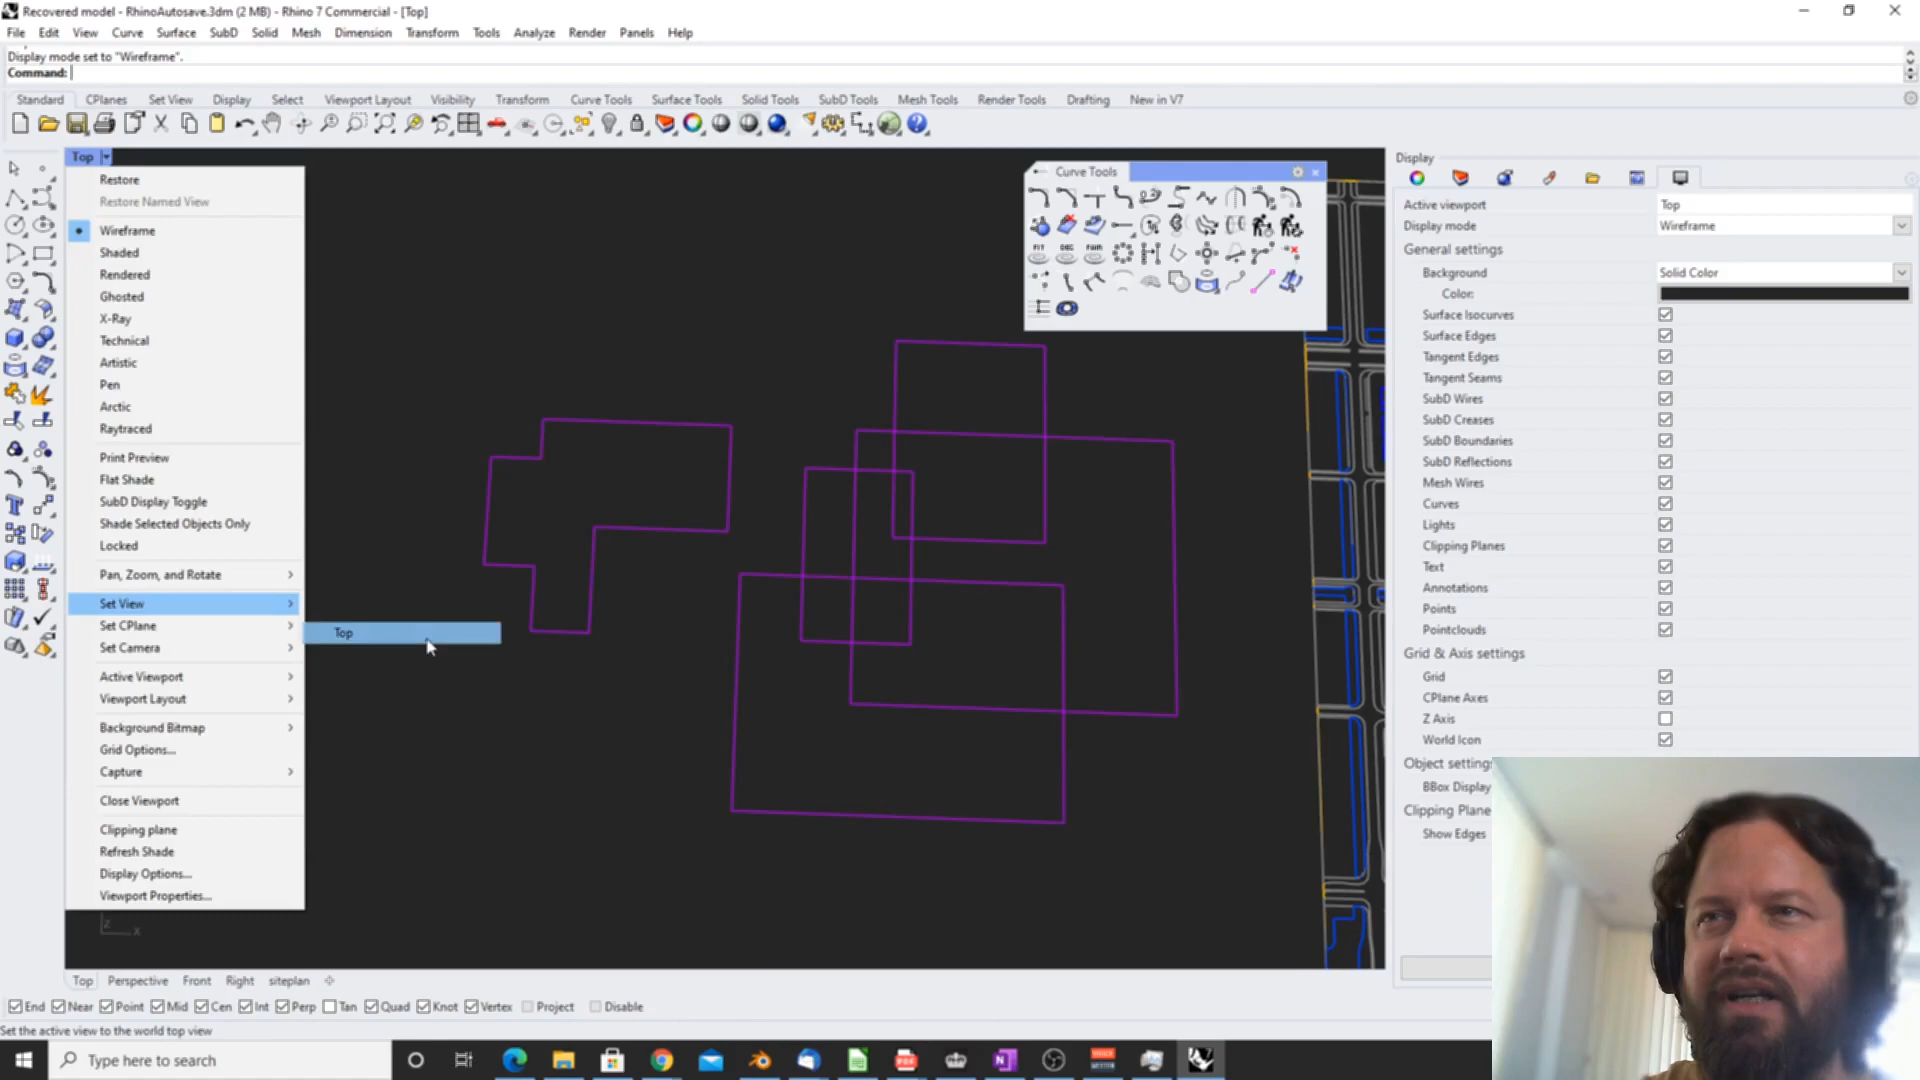 Recovered model - RhinoAutosave.3dm (2 MB) - Rhino 7 Commercial - [Top]
File Edit View Curve Surface SubD Solid Mesh Dimension Transform Tools Analyze Render Panels Help
Display mode set to "Wireframe".
Command:
Standard CPlanes Set View Display Select Viewport Layout Visibility Transform Curve Tools Surface Tools Solid Tools SubD Tools Mesh Tools Render Tools Drafting New in V7
Top
Restore
Restore Named View
Wireframe
Shaded
Rendered
Ghosted
X-Ray
Technical
Artistic
Pen
Arctic
Raytraced
Print Preview
Flat Shade
SubD Display Toggle
Shade Selected Objects Only
Locked
Pan, Zoom, and Rotate
Set View
Set CPlane
Set Camera
Active Viewport
Viewport Layout
Background Bitmap
Grid Options...
Capture
Close Viewport
Clipping plane
Refresh Shade
Display Options...
Viewport Properties...
Top
Curve Tools
Display
Active viewport Top
Display mode Wireframe
General settings
Background Solid Color
Color:
Surface Isocurves
Surface Edges
Tangent Edges
Tangent Seams
SubD Wires
SubD Creases
SubD Boundaries
SubD Reflections
Mesh Wires
Curves
Lights
Clipping Planes
Text
Annotations
Points
Pointclouds
Grid & Axis settings
Grid
CPlane Axes
Z Axis
World Icon
Object setting
BBox Display
Clipping Plane
Show Edges
z x
Top Perspective Front Right siteplan
End Near Point Mid Cen Int Perp Tan Quad Knot Vertex Project Disable
Set the active view to the world top view
Type here to search